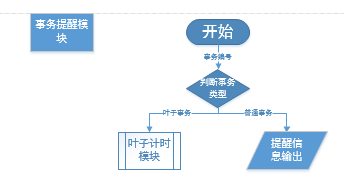 事务提醒模
块
开始
事务编号
判断事务
类型
叶子事务
普通事务
叶子计时
模块
提醒信
息输出